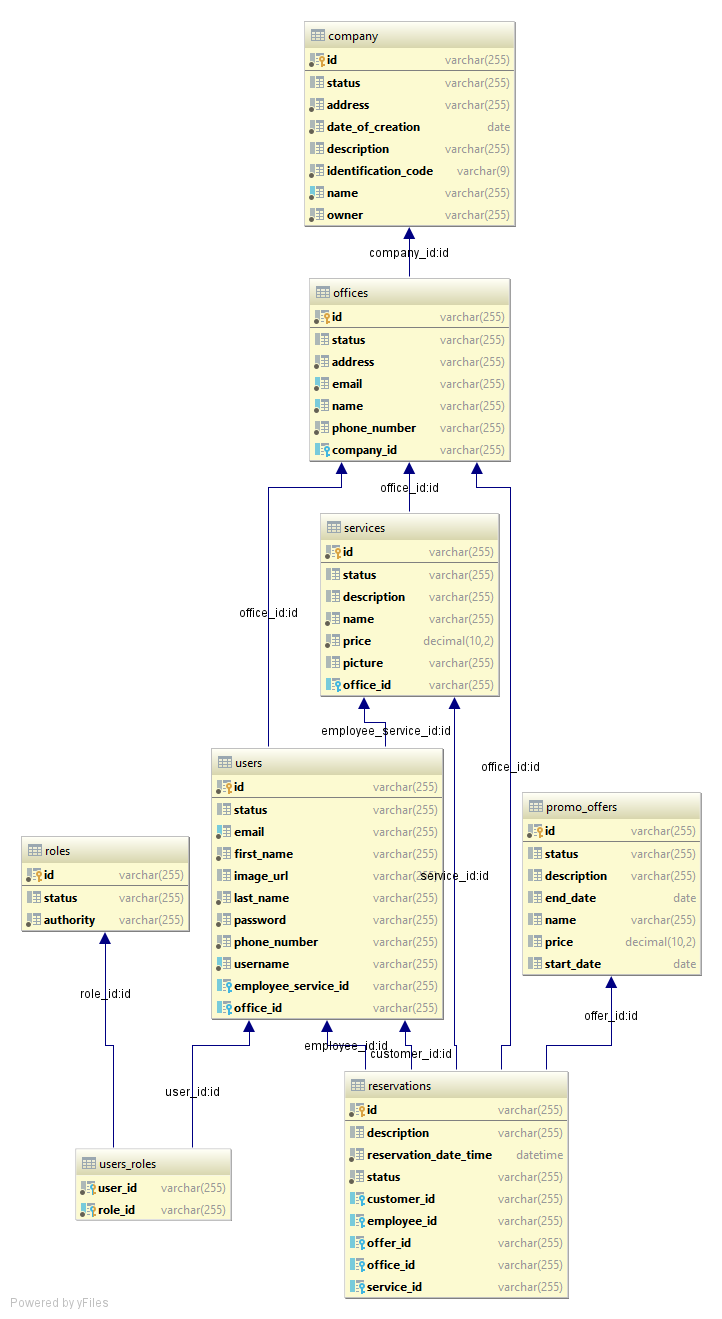 company
id varchar(255)
status varchar(255)
address varchar(255)
date_of_creation date
description varchar(255)
identification_code varchar(9)
name varchar(255)
owner varchar(255)
company_id:id
offices
id varchar(255)
status varchar(255)
address varchar(255)
email varchar(255)
name varchar(255)
phone_number varchar(255)
company_id varchar(255)
office_id:id
services
id varchar(255)
status varchar(255)
description varchar(255)
name varchar(255)
price decimal(10,2)
picture varchar(255)
office_id varchar(255)
office_id:id
employee_service_id:id
office_id:id
users
id varchar(255)
status varchar(255)
email varchar(255)
first_name varchar(255)
image_url varchar(255)
last_name varchar(255)
password varchar(255)
phone_number varchar(255)
username varchar(255)
employee_service_id varchar(255)
office_id varchar(255)
service_id:id
promo_offers
id varchar(255)
status varchar(255)
description varchar(255)
end_date date
name varchar(255)
price decimal(10,2)
start_date date
roles
id varchar(255)
status varchar(255)
authority varchar(255)
role_id:id
offer_id:id
employee_id:id
customer_id:id
user_id:id
reservations
id varchar(255)
description varchar(255)
reservation_date_time datetime
status varchar(255)
customer_id varchar(255)
employee_id varchar(255)
offer_id varchar(255)
office_id varchar(255)
service_id varchar(255)
users_roles
user_id varchar(255)
role_id varchar(255)
Powered by yFiles